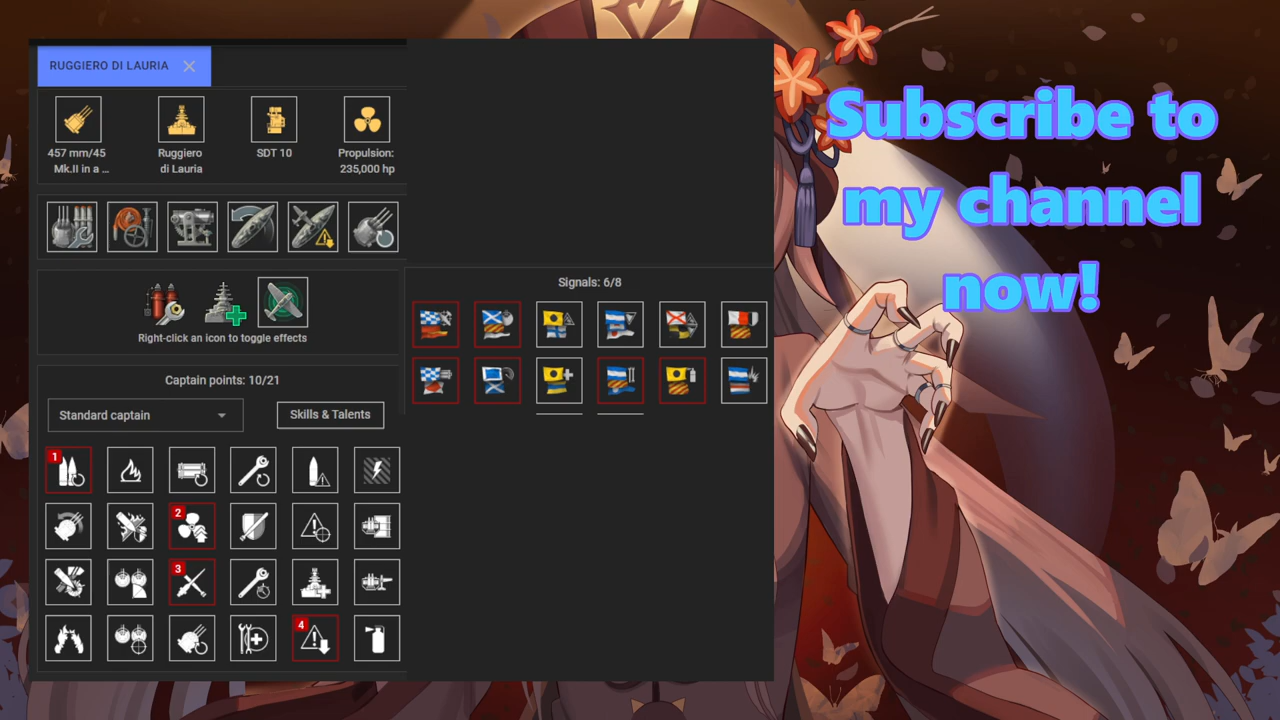 RUGGIERO DI LAURIA
457 mm/45
Mk.II in a ...
Ruggiero
di Lauria
SDT 10
Propulsion:
235,000 hp
Right-click an icon to toggle effects
Signals: 6/8
Captain points: 10/21
Standard captain
Skills & Talents
1
2
3
4
Subscribe to
my channel
now!